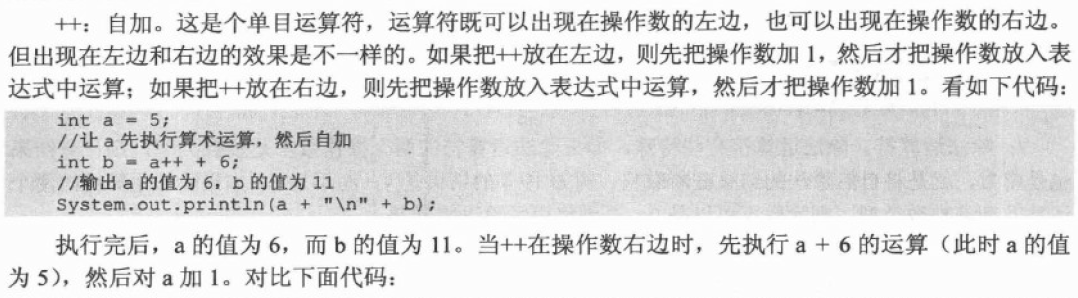 ++：自加。这是个单目运算符，运算符既可以出现在操作数的左边，也可以出现在操作数的右边。
但出现在左边和右边的效果是不一样的。如果把++放在左边，则先把操作数加 1，然后才把操作数放入表
达式中运算；如果把++放在右边，则先把操作数放入表达式中运算，然后才把操作数加 1。看如下代码：
int a = 5;
//让 a 先执行算术运算，然后自加
int b = a++ + 6;
//输出 a 的值为 6，b 的值为 11
System.out.println(a + "\n" + b);
执行完后，a 的值为 6，而 b 的值为 11。当++在操作数右边时，先执行 a + 6 的运算（此时 a 的值
为 5），然后对 a 加 1。对比下面代码：